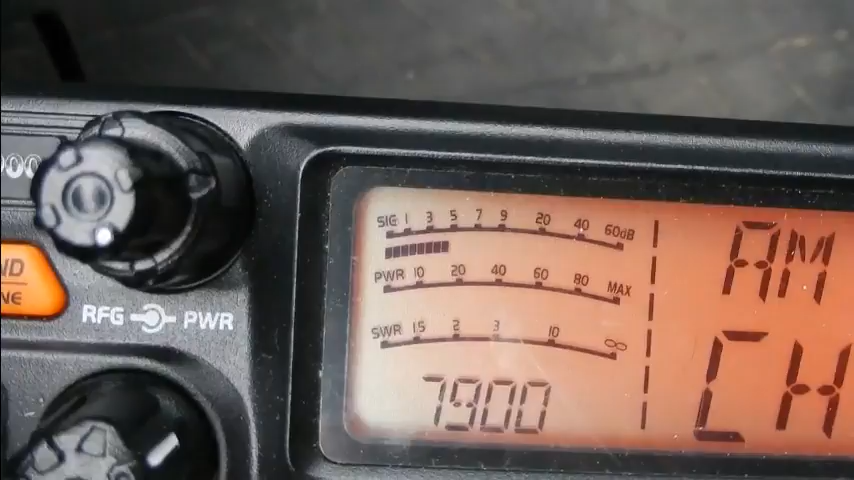 SIG 1 3 5 7 9 20 40 60dB
PWR 10 20 40 60 80 MAX
SWR 1.5 2 3 10 ∞
7900
AM
CH
RFG PWR